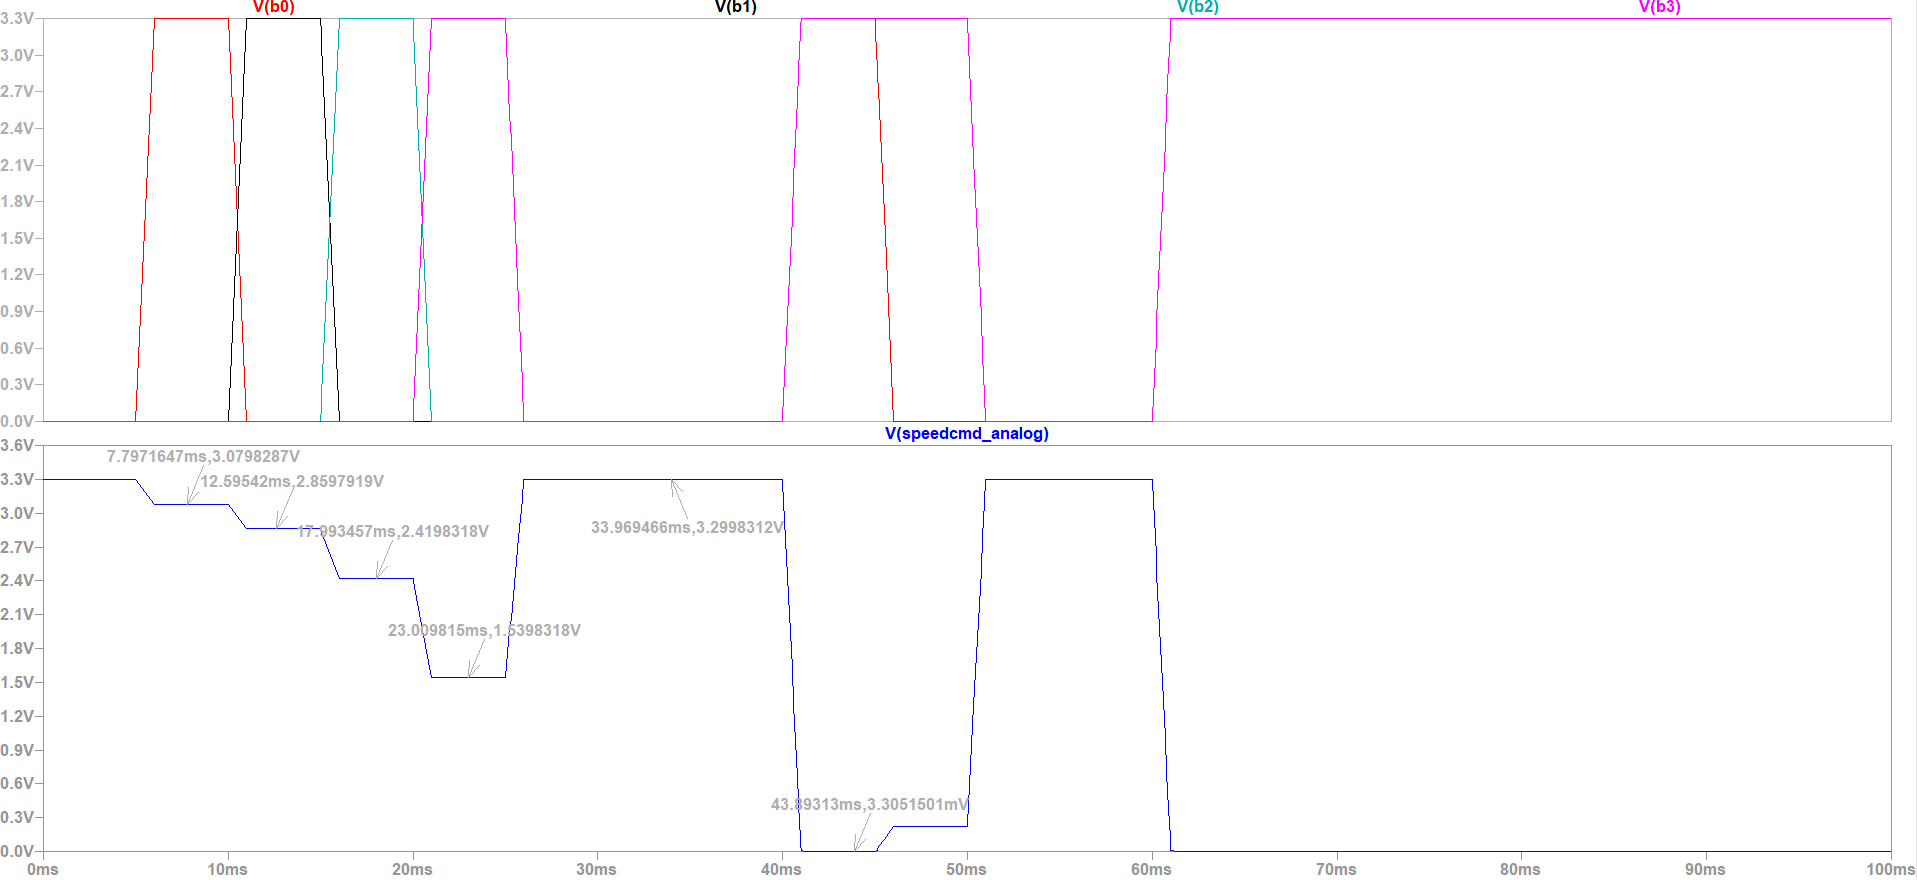 V(b0) V(b1) V(b2) V(b3)
3.3V
3.0V
2.7V
2.4V
2.1V
1.8V
1.5V
1.2V
0.9V
0.6V
0.3V
0.0V
V(speedcmd_analog)
3.6V
7.7971647ms,3.0798287V
3.3V
12.59542ms,2.8597919V
3.0V
33.969466ms,3.2998312V
17.993457ms,2.4198318V
2.7V
2.4V
2.1V
23.009815ms,1.5398318V
1.8V
1.5V
1.2V
0.9V
0.6V
43.89313ms,3.3051501mV
0.3V
0.0V
0ms 10ms 20ms 30ms 40ms 50ms 60ms 70ms 80ms 90ms 100ms